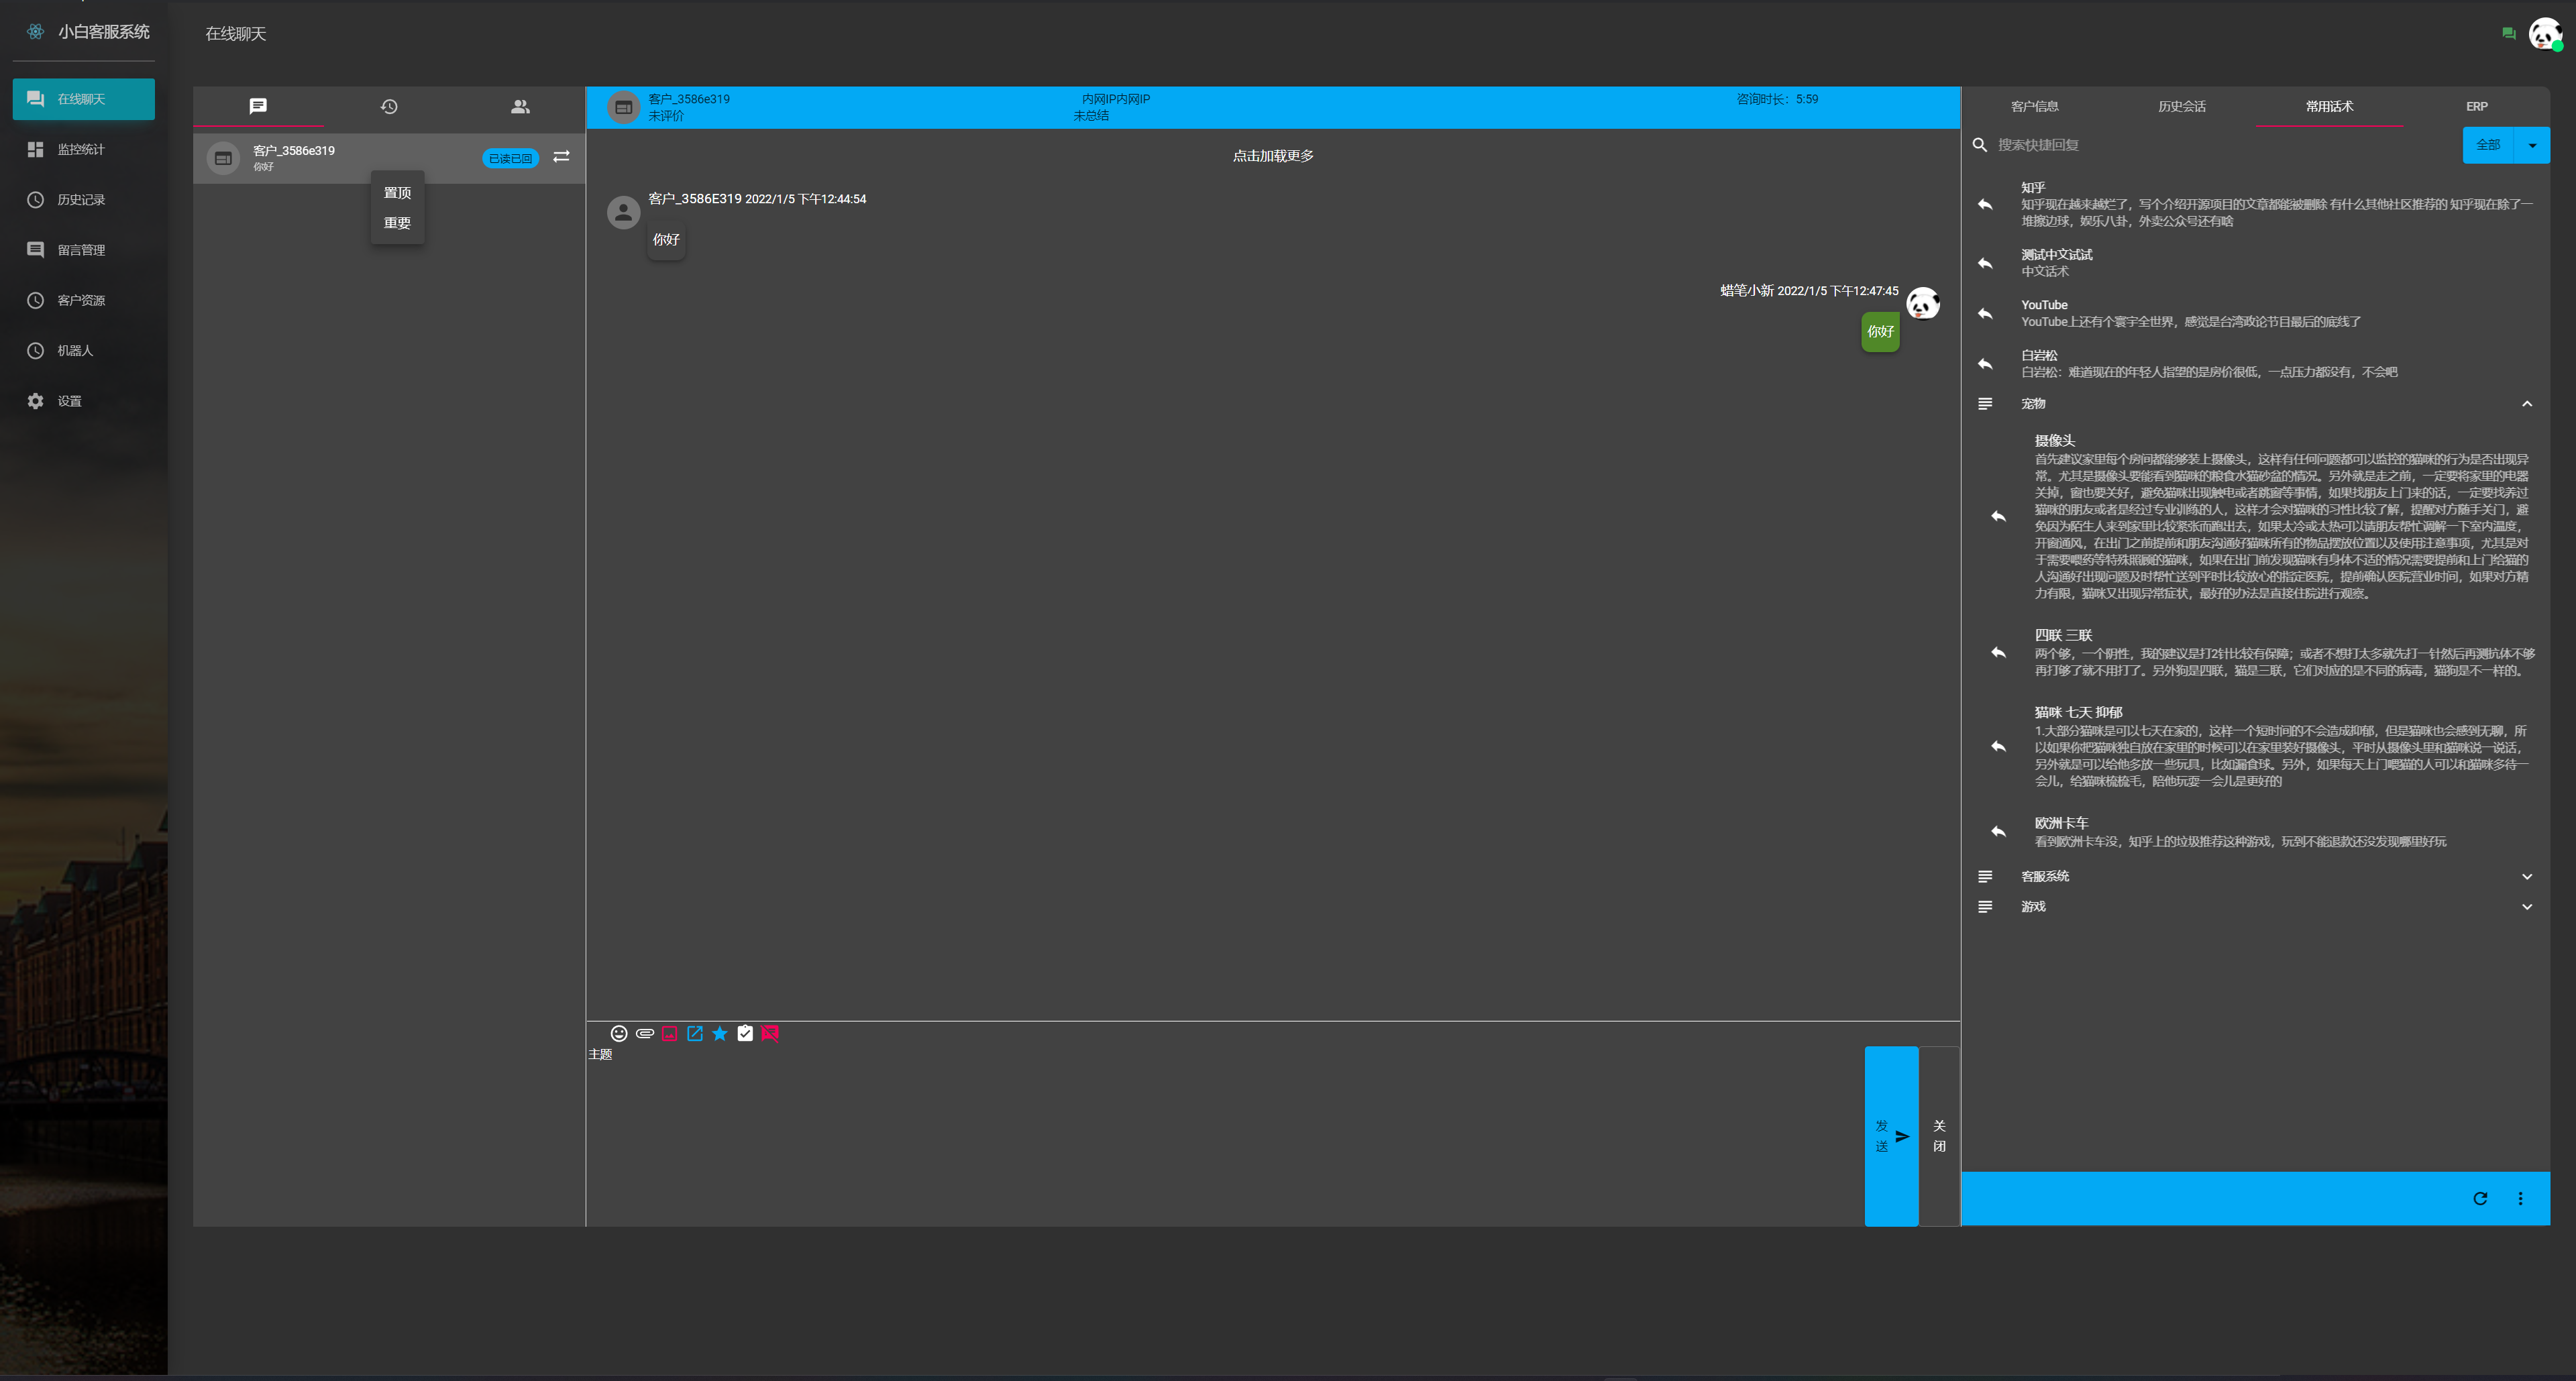 小白客服系统
在线聊天
监控统计
历史记录
留言管理
客户资源
机器人
设置
在线聊天
客户_3586e319
你好
已读已回
置顶
重要
客户_3586e319
未评价
内网IP内网IP
未总结
咨询时长：5:59
点击加载更多
客户_3586E319 2022/1/5 下午12:44:54
你好
蜡笔小新 2022/1/5 下午12:47:45
你好
主题
发
送
关
闭
客户信息
历史会话
常用话术
ERP
搜索快捷回复
全部
知乎
知乎现在越来越烂了，写个介绍开源项目的文章都能被删除 有什么其他社区推荐的 知乎现在除了一
堆擦边球，娱乐八卦，外卖公众号还有啥
测试中文试试
中文话术
YouTube
YouTube上还有个寰宇全世界，感觉是台湾政论节目最后的底线了
白岩松
白岩松：难道现在的年轻人指望的是房价很低，一点压力都没有，不会吧
宠物
摄像头
首先建议家里每个房间都能够装上摄像头，这样有任何问题都可以监控的猫咪的行为是否出现异
常。尤其是摄像头要能看到猫咪的粮食水猫砂盆的情况。另外就是走之前，一定要将家里的电器
关掉，窗也要关好，避免猫咪出现触电或者跳窗等事情，如果找朋友上门来的话，一定要找养过
猫咪的朋友或者是经过专业训练的人，这样才会对猫咪的习性比较了解，提醒对方随手关门，避
免因为陌生人来到家里比较紧张而跑出去，如果太冷或太热可以请朋友帮忙调解一下室内温度，
开窗通风，在出门之前提前和朋友沟通好猫咪所有的物品摆放位置以及使用注意事项，尤其是对
于需要喂药等特殊照顾的猫咪，如果在出门前发现猫咪有身体不适的情况需要提前和上门给猫的
人沟通好出现问题及时帮忙送到平时比较放心的指定医院，提前确认医院营业时间，如果对方精
力有限，猫咪又出现异常症状，最好的办法是直接住院进行观察。
四联 三联
两个够，一个阴性，我的建议是打2针比较有保障；或者不想打太多就先打一针然后再测抗体不够
再打够了就不用打了。另外狗是四联，猫是三联，它们对应的是不同的病毒，猫狗是不一样的。
猫咪 七天 抑郁
1.大部分猫咪是可以七天在家的，这样一个短时间的不会造成抑郁，但是猫咪也会感到无聊，所
以如果你把猫咪独自放在家里的时候可以在家里装好摄像头，平时从摄像头里和猫咪说一说话，
另外就是可以给他多放一些玩具，比如漏食球。另外，如果每天上门喂猫的人可以和猫咪多待一
会儿，给猫咪梳梳毛，陪他玩耍一会儿是更好的
欧洲卡车
看到欧洲卡车没，知乎上的垃圾推荐这种游戏，玩到不能退款还没发现哪里好玩
客服系统
游戏